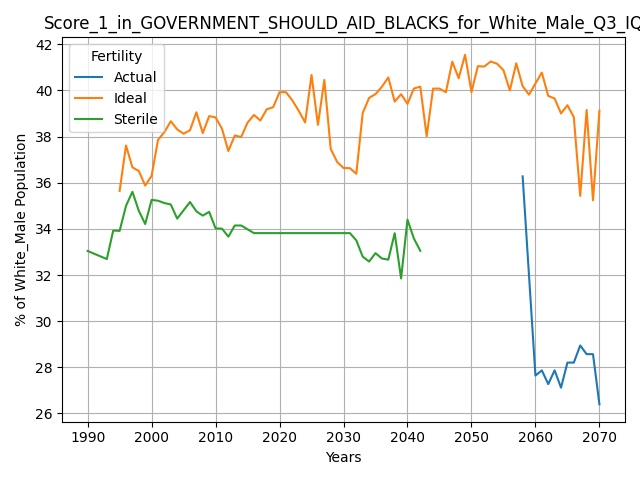 Score_1_in_GOVERNMENT_SHOULD_AID_BLACKS_for_White_Male_Q3_IQ
Fertility
Actual
Ideal
Sterile
% of White_Male Population
42
40
38
36
34
32
30
28
26
1990 2000 2010 2020 2030 2040 2050 2060 2070
Years